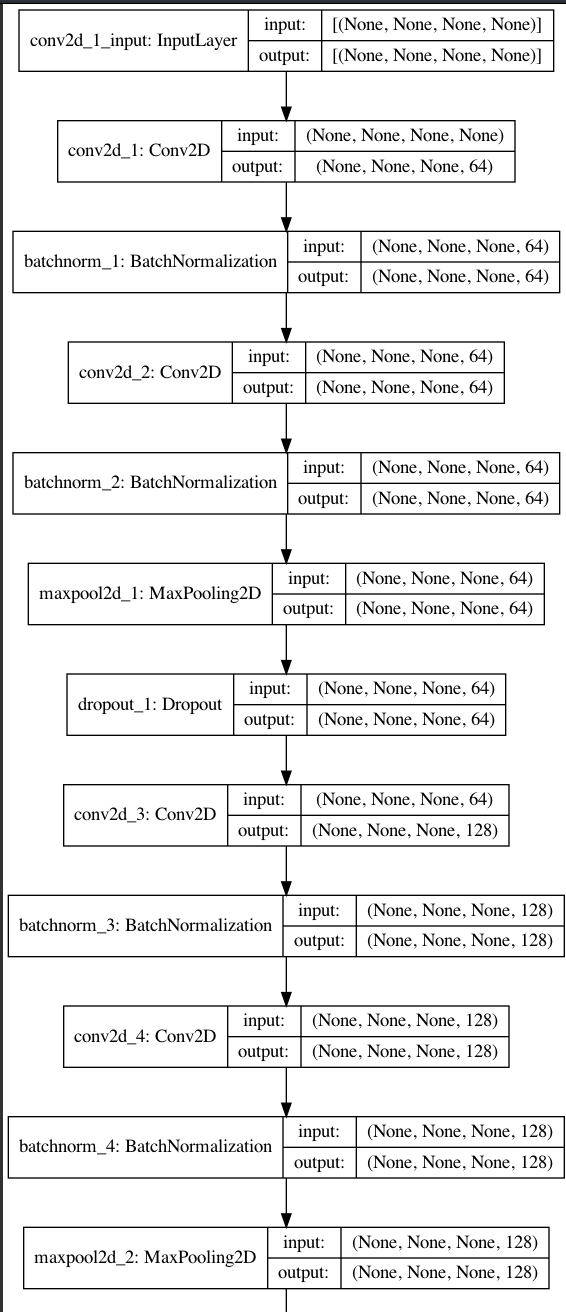 conv2d_1_input: InputLayer
input: [(None, None, None, None)]
output: [(None, None, None, None)]
conv2d_1: Conv2D
input: (None, None, None, None)
output: (None, None, None, 64)
batchnorm_1: BatchNormalization
input: (None, None, None, 64)
output: (None, None, None, 64)
conv2d_2: Conv2D
input: (None, None, None, 64)
output: (None, None, None, 64)
batchnorm_2: BatchNormalization
input: (None, None, None, 64)
output: (None, None, None, 64)
maxpool2d_1: MaxPooling2D
input: (None, None, None, 64)
output: (None, None, None, 64)
dropout_1: Dropout
input: (None, None, None, 64)
output: (None, None, None, 64)
conv2d_3: Conv2D
input: (None, None, None, 64)
output: (None, None, None, 128)
batchnorm_3: BatchNormalization
input: (None, None, None, 128)
output: (None, None, None, 128)
conv2d_4: Conv2D
input: (None, None, None, 128)
output: (None, None, None, 128)
batchnorm_4: BatchNormalization
input: (None, None, None, 128)
output: (None, None, None, 128)
maxpool2d_2: MaxPooling2D
input: (None, None, None, 128)
output: (None, None, None, 128)